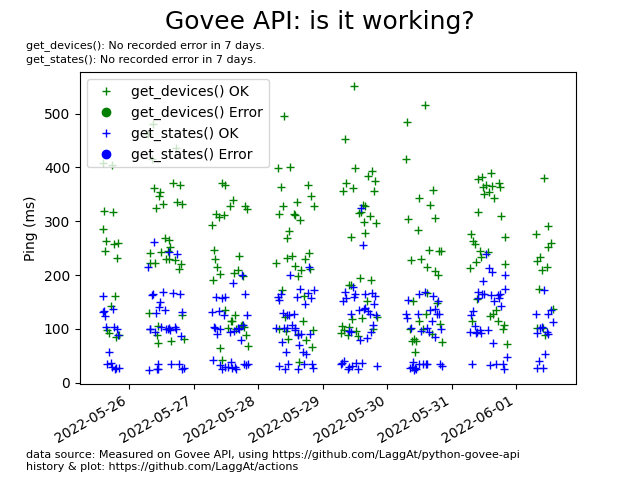 Govee API: is it working?
get_devices(): No recorded error in 7 days.
get_states(): No recorded error in 7 days.
get_devices() OK
get_devices() Error
get_states() OK
get_states() Error
Ping (ms)
500
400
300
200
100
0
2022-05-26
2022-05-27
2022-05-28
2022-05-29
2022-05-30
2022-05-31
2022-06-01
data source: Measured on Govee API, using https://github.com/LaggAt/python-govee-api
history & plot: https://github.com/LaggAt/actions